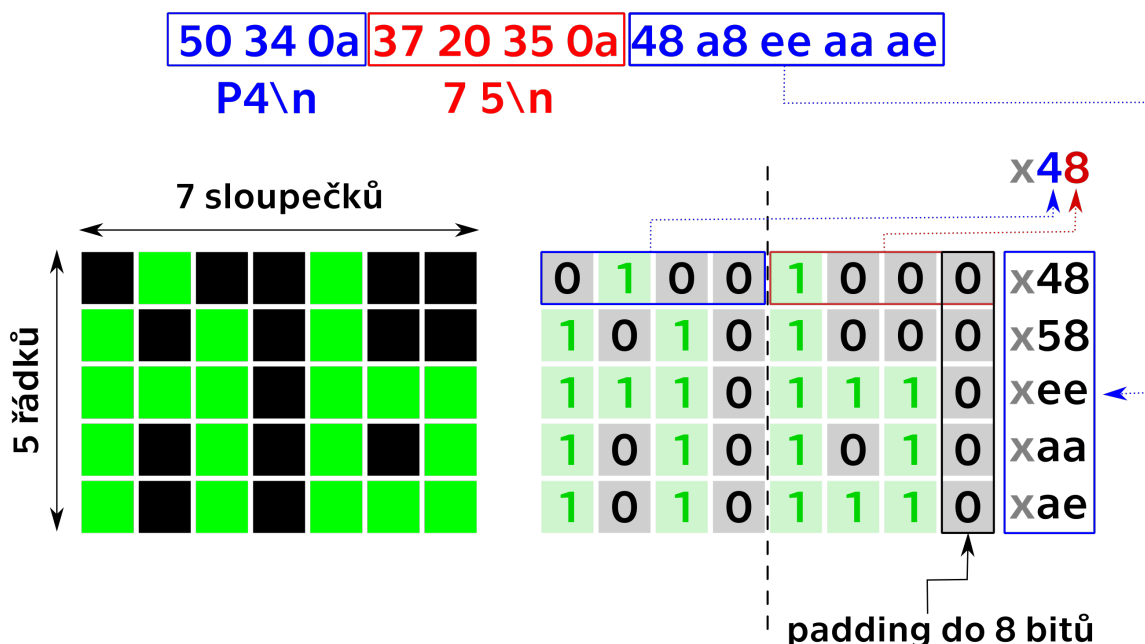 50 34 0a 37 20 35 0a 48 a8 ee aa ae
P4\n 7 5\n
x48
7 sloupečků
5 řádků
0 1 0 0 1 0 0 0 x48
1 0 1 0 1 0 0 0 x58
1 1 1 0 1 1 1 0 xee
1 0 1 0 1 0 1 0 xaa
1 0 1 0 1 1 1 0 xae
padding do 8 bitů